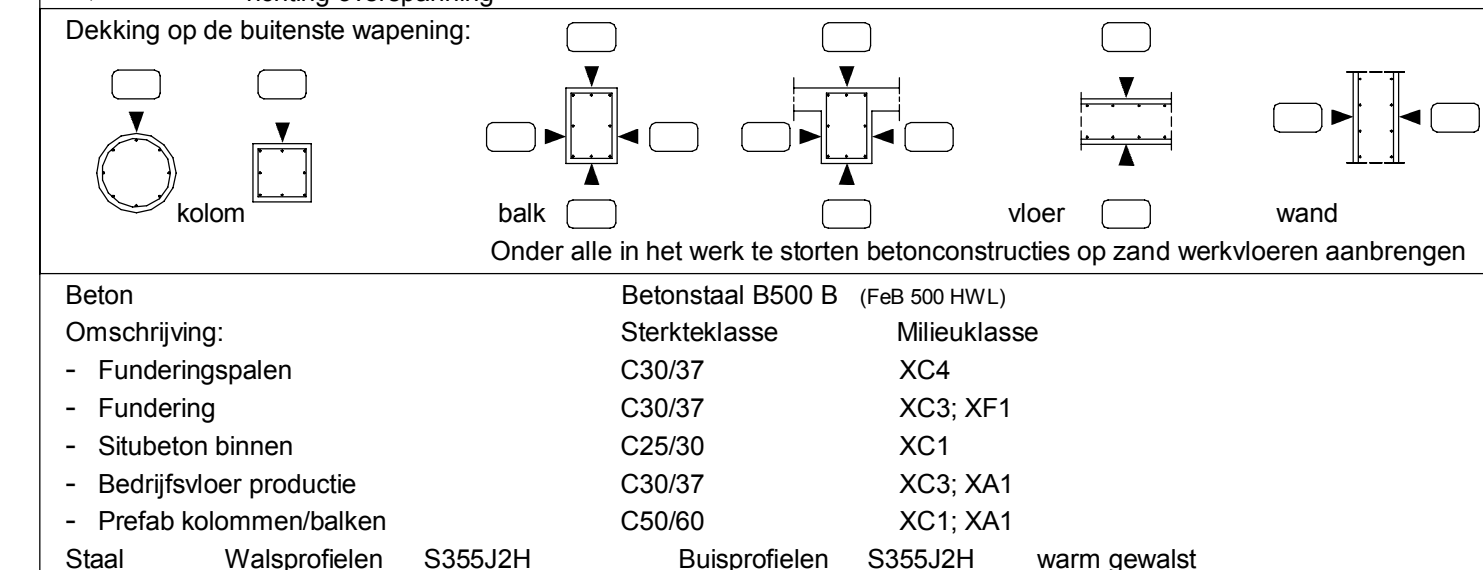 richting overspanning
Dekking op de buitenste wapening:
kolom balk vloer wand
Onder alle in het werk te storten betonconstructies op zand werkvloeren aanbrengen
Beton Betonstaal B500 B (FeB 500 HWL)
Omschrijving: Sterkteklasse Milieuklasse
- Funderingspalen C30/37 XC4
- Fundering C30/37 XC3; XF1
- Situbeton binnen C25/30 XC1
- Bedrijfsvloer productie C30/37 XC3; XA1
- Prefab kolommen/balken C50/60 XC1; XA1
Staal Walsprofielen S355J2H Buisprofielen S355J2H warm gewalst